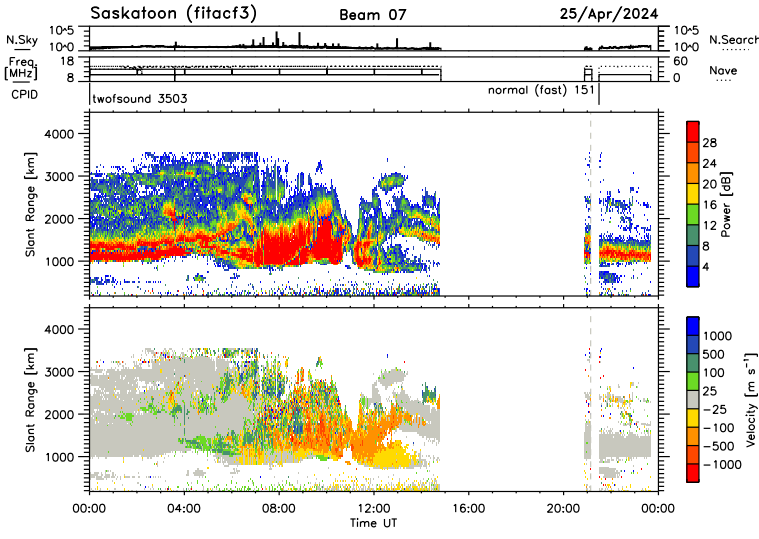 Saskatoon (fitacf3) Beam 07 25/Apr/2024
N.Sky 10^5 10^0 10^5 10^0 N.Search
Freq. [MHz] 18 8 60 0 Nave
CPID twofsound 3503 normal (fast) 151
Slant Range [km] 4000 3000 2000 1000
28 24 20 16 12 8 4 Power [dB]
Slant Range [km] 4000 3000 2000 1000
1000 500 100 25 −25 −100 −500 −1000 Velocity [m s⁻¹]
00:00 04:00 08:00 12:00 16:00 20:00 00:00
Time UT